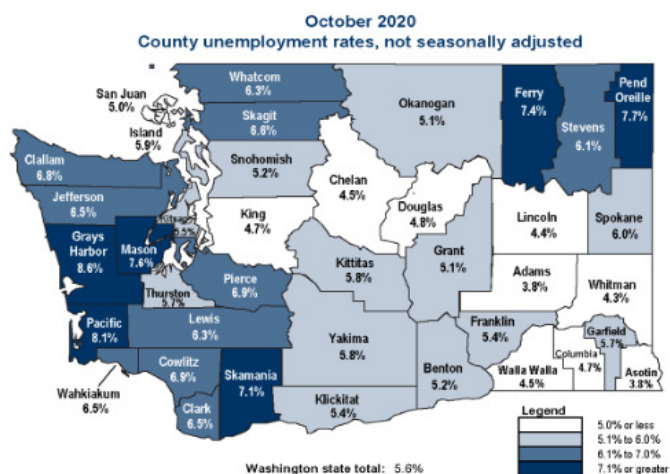 October 2020
County unemployment rates, not seasonally adjusted
Whatcom
6.3%
San Juan
5.0%
Skagit
6.6%
Island
5.9%
Okanogan
5.1%
Ferry
7.4%
Stevens
6.1%
Pend
Oreille
7.7%
Clallam
6.8%
Snohomish
5.2%
Chelan
4.5%
Douglas
4.8%
Jefferson
6.5%
Kitsap
5.5%
King
4.7%
Lincoln
4.4%
Spokane
6.0%
Grays
Harbor
8.6%
Mason
7.6%
Kittitas
5.8%
Grant
5.1%
Pierce
6.9%
Thurston
5.7%
Adams
3.8%
Whitman
4.3%
Pacific
8.1%
Lewis
6.3%
Yakima
5.8%
Franklin
5.4%
Garfield
5.7%
Wahkiakum
6.5%
Cowlitz
6.9%
Skamania
7.1%
Benton
5.2%
Walla Walla
4.5%
Columbia
4.7%
Asotin
3.8%
Clark
6.5%
Klickitat
5.4%
Legend
5.0% or less
5.1% to 6.0%
6.1% to 7.0%
7.1% or greater
Washington state total: 5.6%